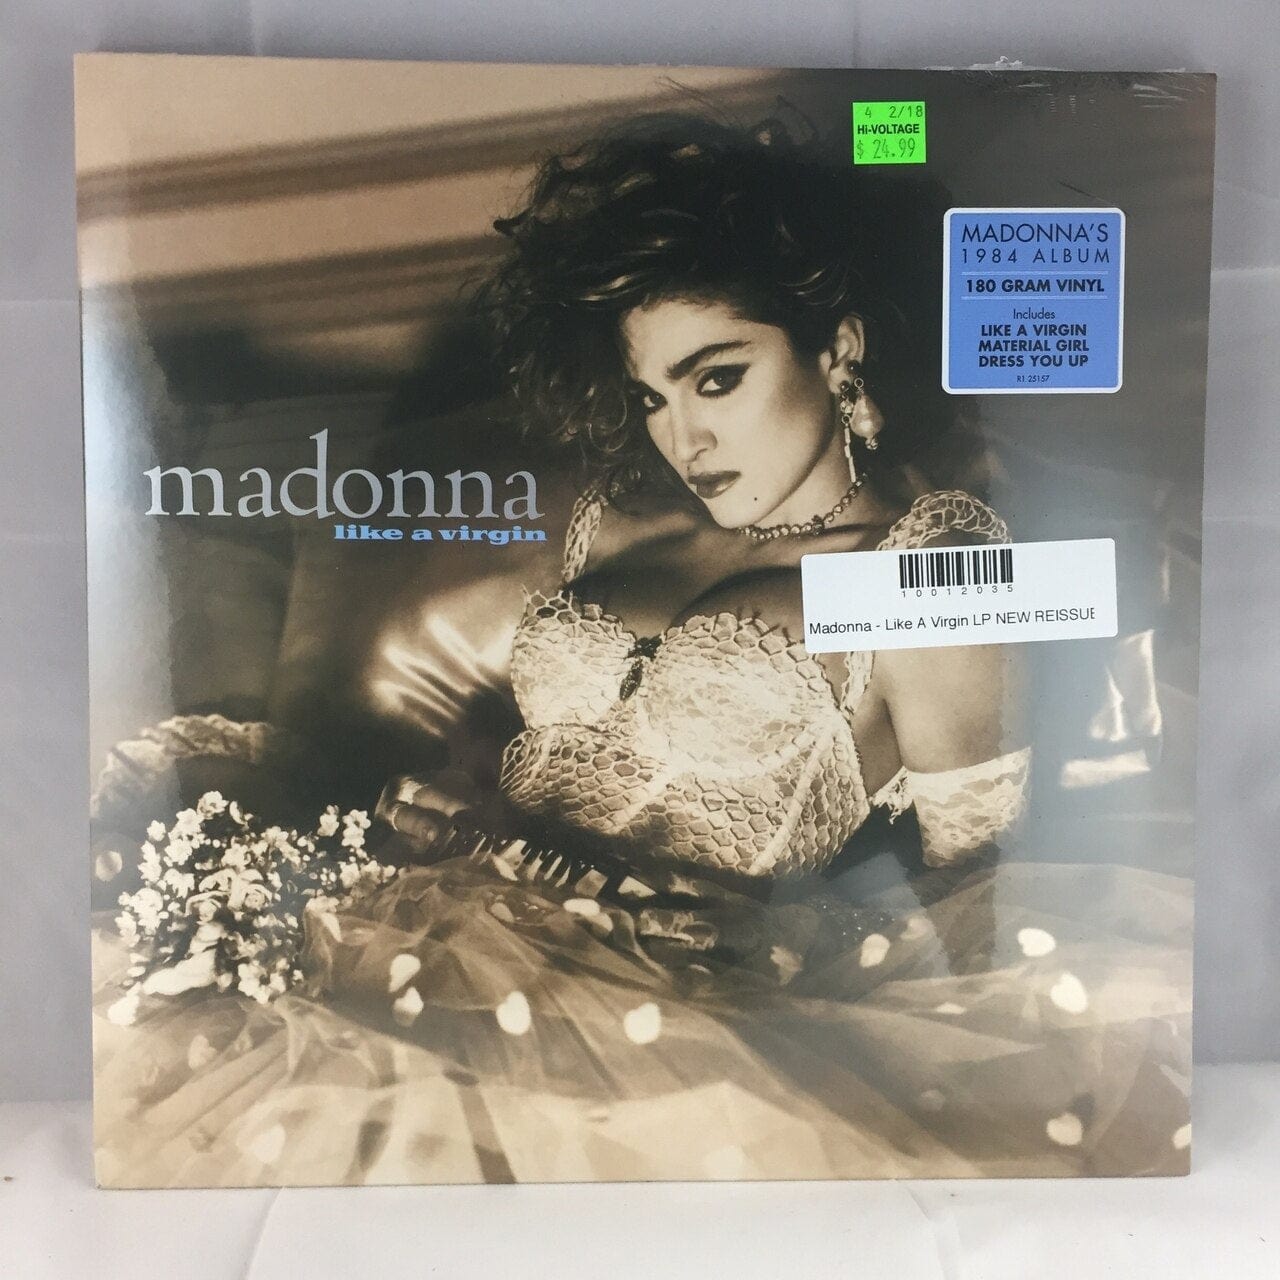 4 2/18
Hi-VOLTAGE
$ 24.99
MADONNA'S
1984 ALBUM
180 GRAM VINYL
Includes
LIKE A VIRGIN
MATERIAL GIRL
DRESS YOU UP
R1 25157
madonna
like a virgin
10012035
Madonna - Like A Virgin LP NEW REISSUE